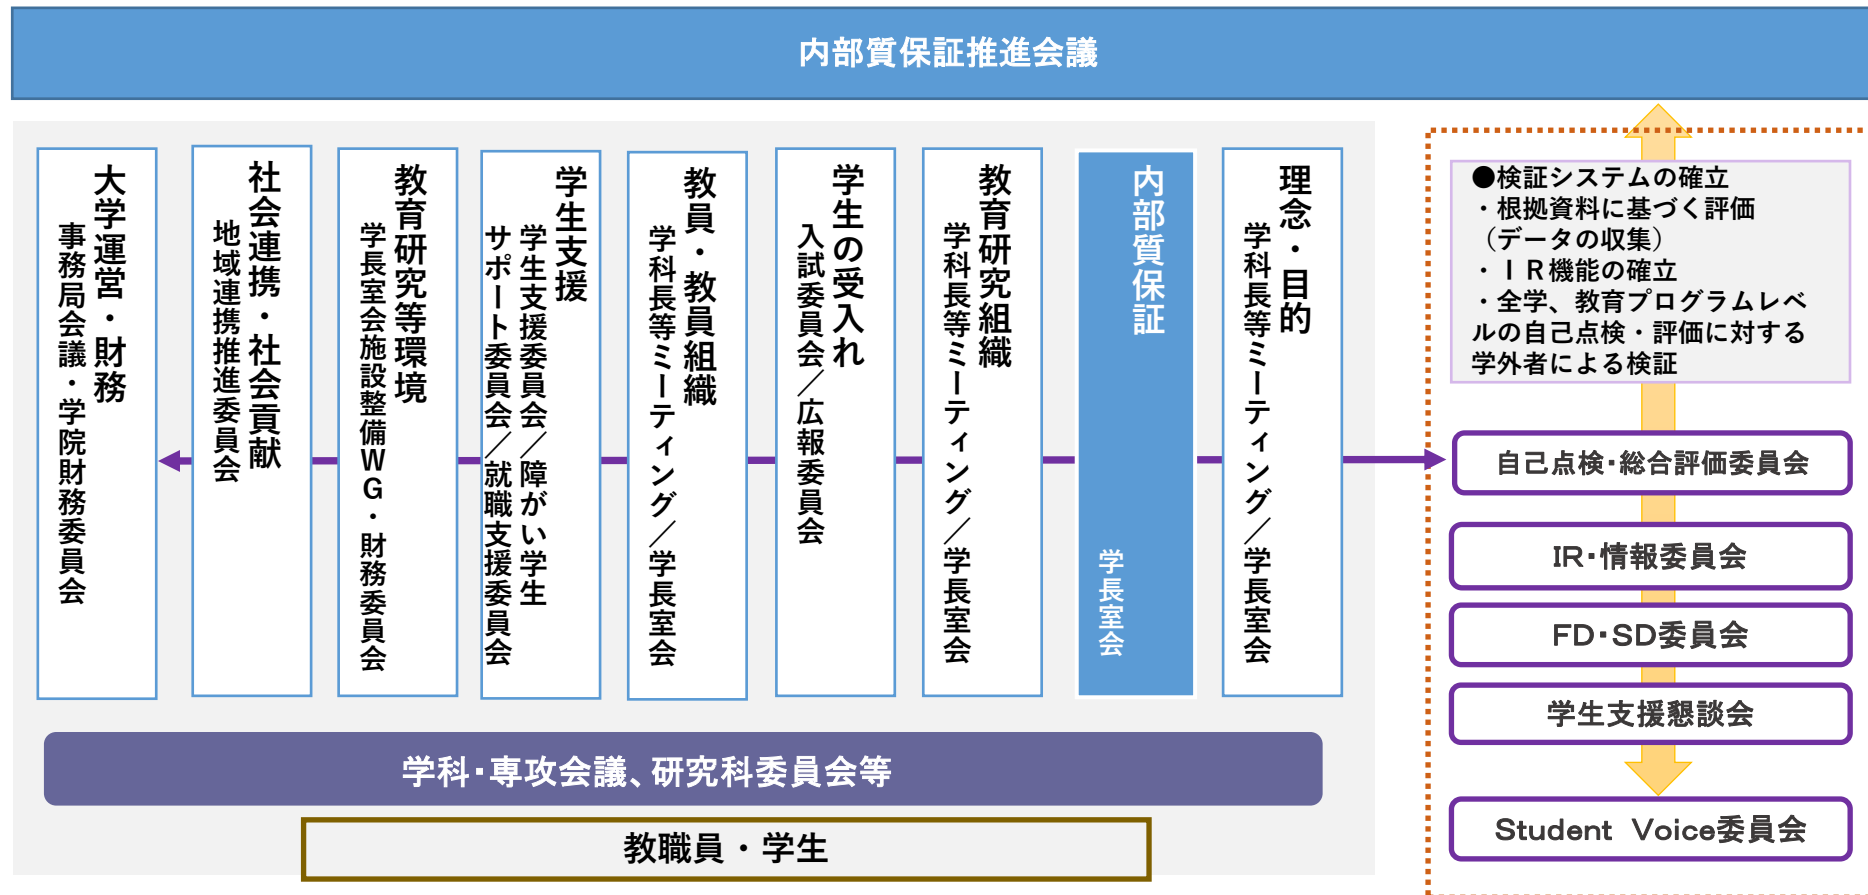 内部質保証推進会議
理念・目的
学科長等ミーティング／学長室会
内部質保証
学長室会
教育研究組織
学科長等ミーティング／学長室会
学生の受入れ
入試委員会／広報委員会
教員・教員組織
学科長等ミーティング／学長室会
学生支援
学生支援委員会／障がい学生
サポート委員会／就職支援委員会
教育研究等環境
学長室会施設整備WG・財務委員会
社会連携・社会貢献
地域連携推進委員会
大学運営・財務
事務局会議・学院財務委員会
学科・専攻会議、研究科委員会等
教職員・学生
●検証システムの確立
・根拠資料に基づく評価
（データの収集）
・ＩＲ機能の確立
・全学、教育プログラムレベ
ルの自己点検・評価に対する
学外者による検証
自己点検・総合評価委員会
IR・情報委員会
FD・SD委員会
学生支援懇談会
Student　Voice委員会